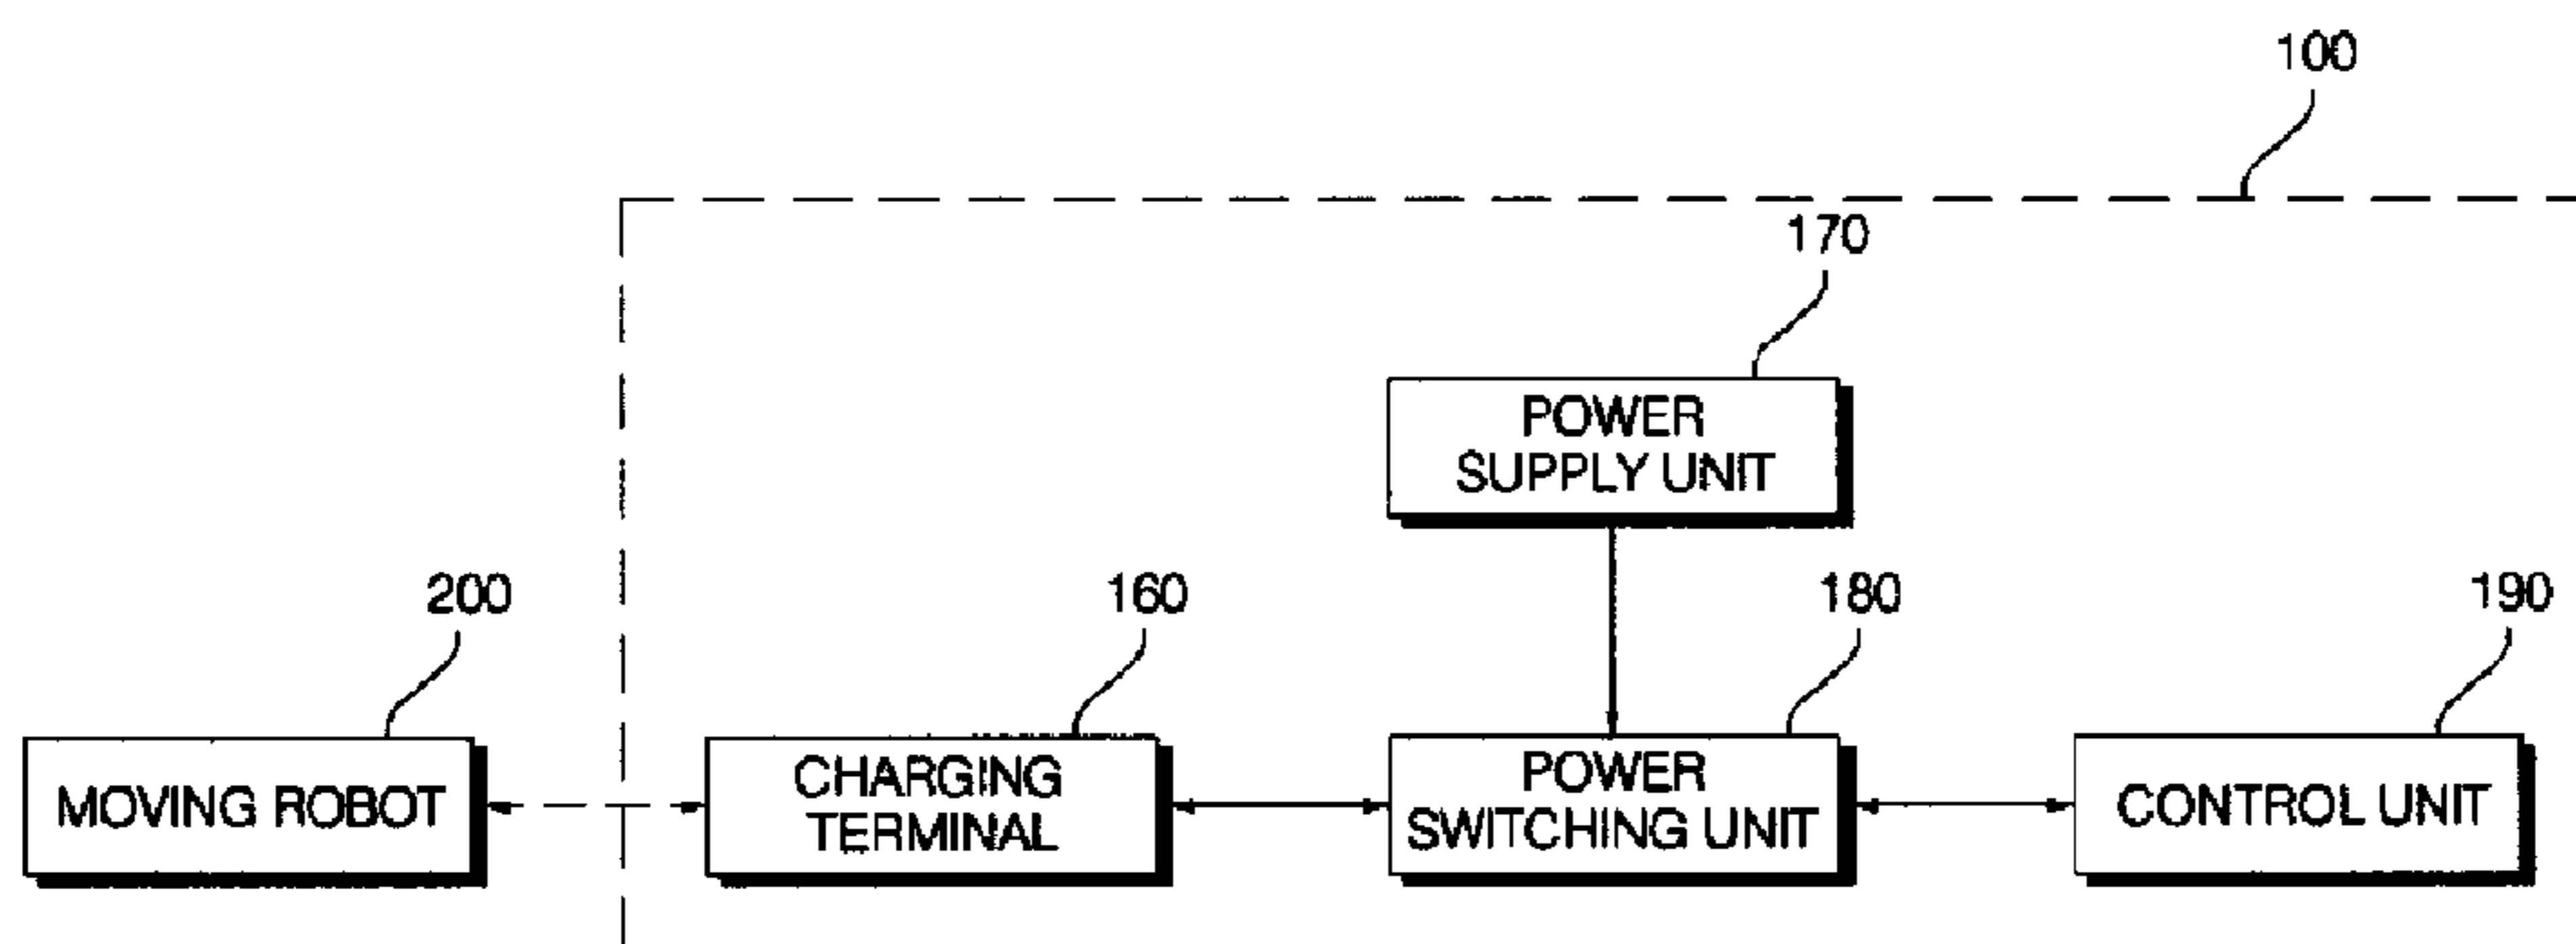 100
170
POWER
SUPPLY UNIT
200
160
180
190
MOVING ROBOT
CHARGING
TERMINAL
POWER
SWITCHING UNIT
CONTROL UNIT